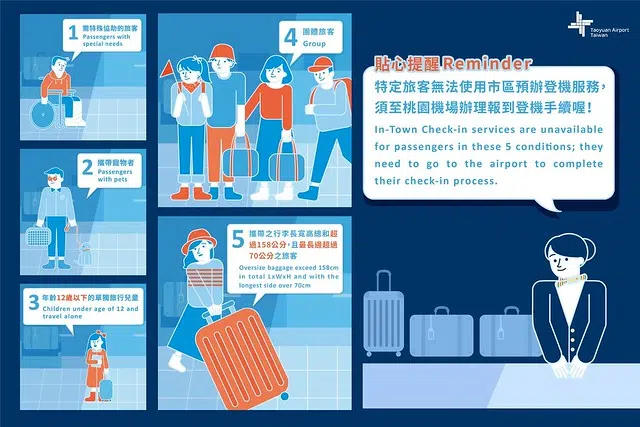 1 需特殊協助的旅客
Passengers with
special needs
2 攜帶寵物者
Passengers
with pets
3 年齡12歲以下的單獨旅行兒童
Children under age of 12 and
travel alone
4 團體旅客
Group
5 攜帶之行李長寬高總和超
過158公分,且最長邊超過
70公分之旅客
Oversize baggage exceed 158cm
in total LxWxH and with the
longest side over 70cm
Taoyuan Airport
Taiwan
貼心提醒 Reminder
特定旅客無法使用市區預辦登機服務,
須至桃園機場辦理報到登機手續喔!
In-Town Check-in services are unavailable
for passengers in these 5 conditions; they
need to go to the airport to complete
their check-in process.